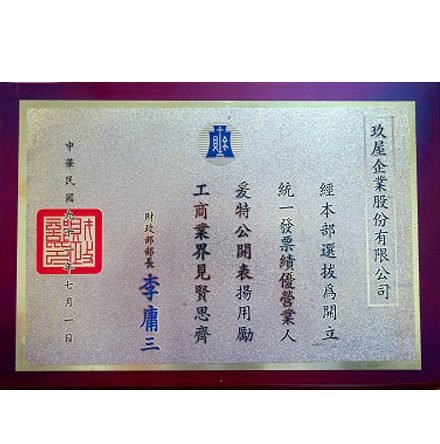 玖屋企業股份有限公司
經本部選拔爲開立
統一發票績優營業人
爰特公開表揚用勵
工商業界見賢思齊
財政部部長 李庸三
中華民國九十 年七月一日